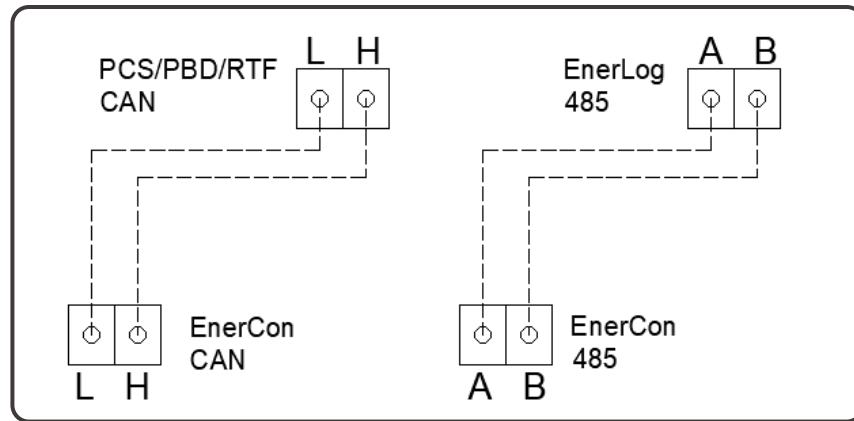 L H
PCS/PBD/RTF
CAN
EnerCon
CAN
L H
A B
EnerLog
485
EnerCon
485
A B